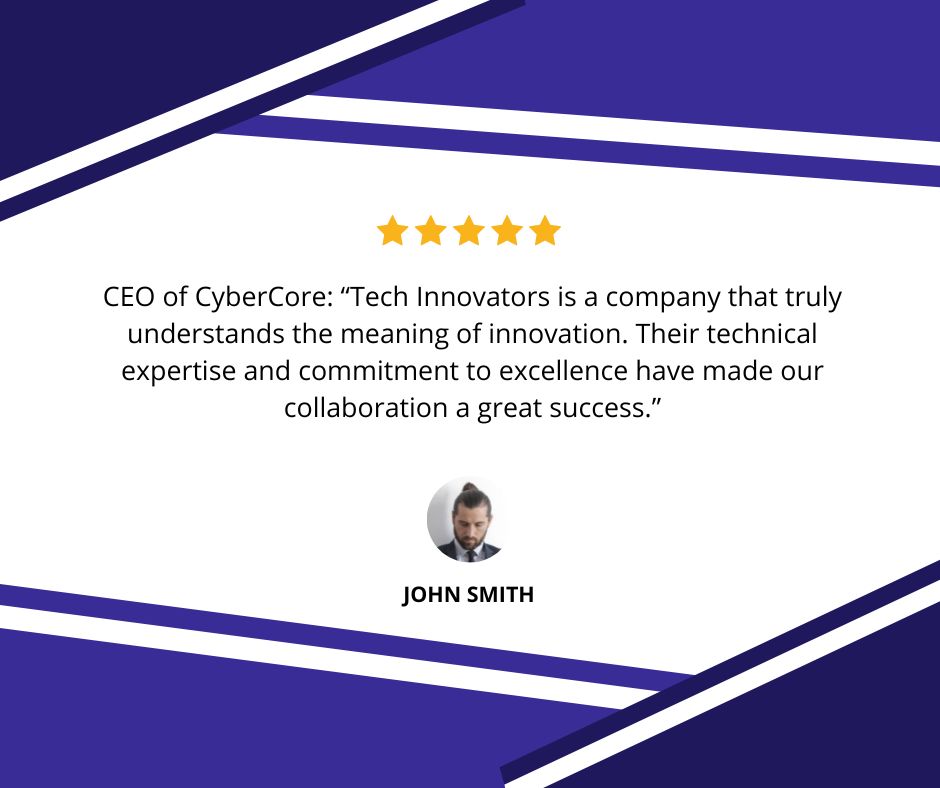 CEO of CyberCore: “Tech Innovators is a company that truly
understands the meaning of innovation. Their technical
expertise and commitment to excellence have made our
collaboration a great success.”
JOHN SMITH